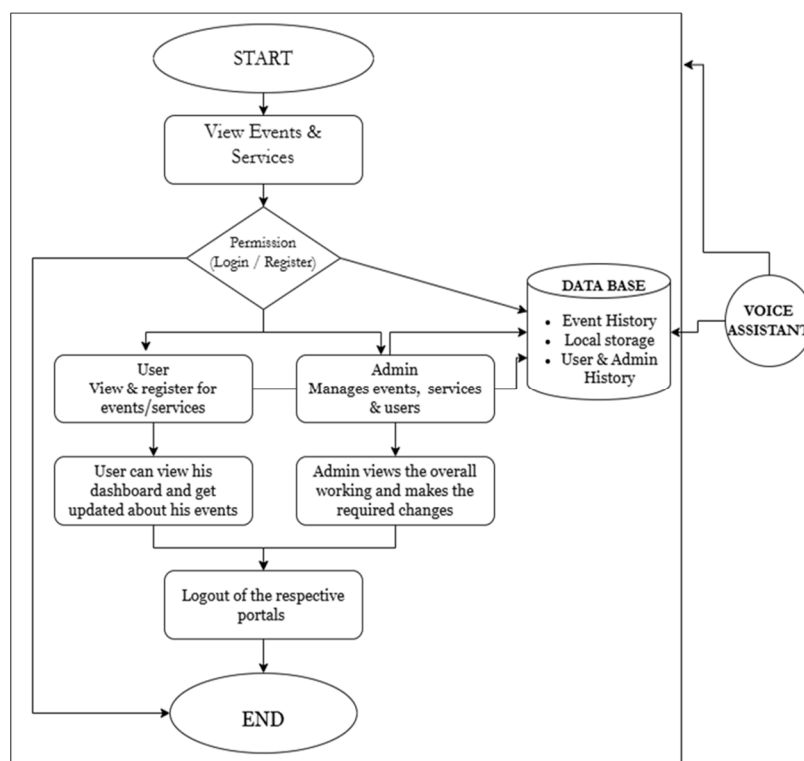 START
View Events &
Services
Permission
(Login / Register)
DATA BASE
• Event History
• Local storage
• User & Admin
History
VOICE
ASSISTANT
User
View & register for
events/services
Admin
Manages events, services
& users
User can view his
dashboard and get
updated about his events
Admin views the overall
working and makes the
required changes
Logout of the respective
portals
END